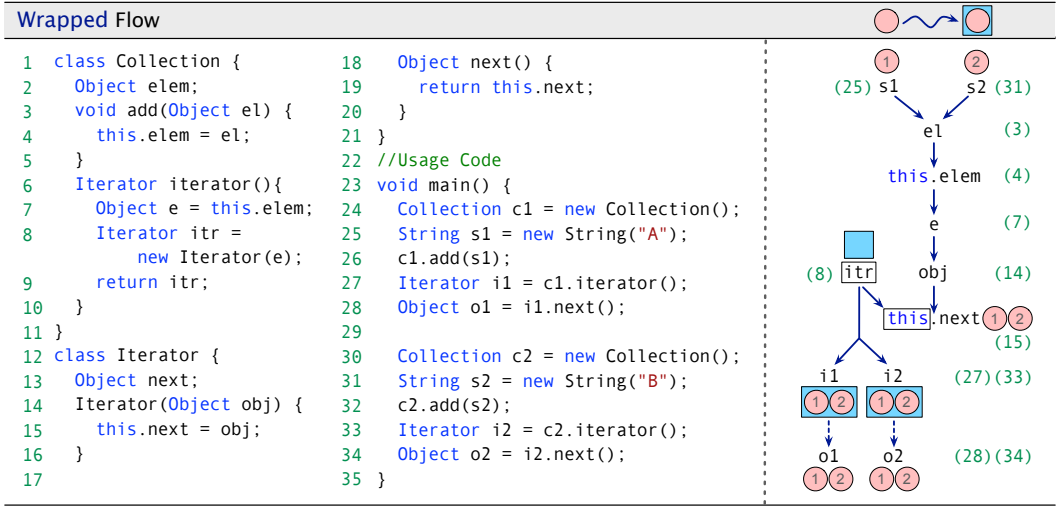 Wrapped Flow
1 class Collection {
2 Object elem;
3 void add(Object el) {
4 this.elem = el;
5 }
6 Iterator iterator(){
7 Object e = this.elem;
8 Iterator itr =
new Iterator(e);
9 return itr;
10 }
11 }
12 class Iterator {
13 Object next;
14 Iterator(Object obj) {
15 this.next = obj;
16 }
17
18 Object next() {
19 return this.next;
20 }
21 }
22 //Usage Code
23 void main() {
24 Collection c1 = new Collection();
25 String s1 = new String("A");
26 c1.add(s1);
27 Iterator i1 = c1.iterator();
28 Object o1 = i1.next();
29
30 Collection c2 = new Collection();
31 String s2 = new String("B");
32 c2.add(s2);
33 Iterator i2 = c2.iterator();
34 Object o2 = i2.next();
35 }
1 2
(25) s1 s2 (31)
el (3)
this.elem (4)
e (7)
(8) itr obj (14)
this.next 1 2
(15)
i1 i2 (27)(33)
1 2 1 2
o1 o2 (28)(34)
1 2 1 2